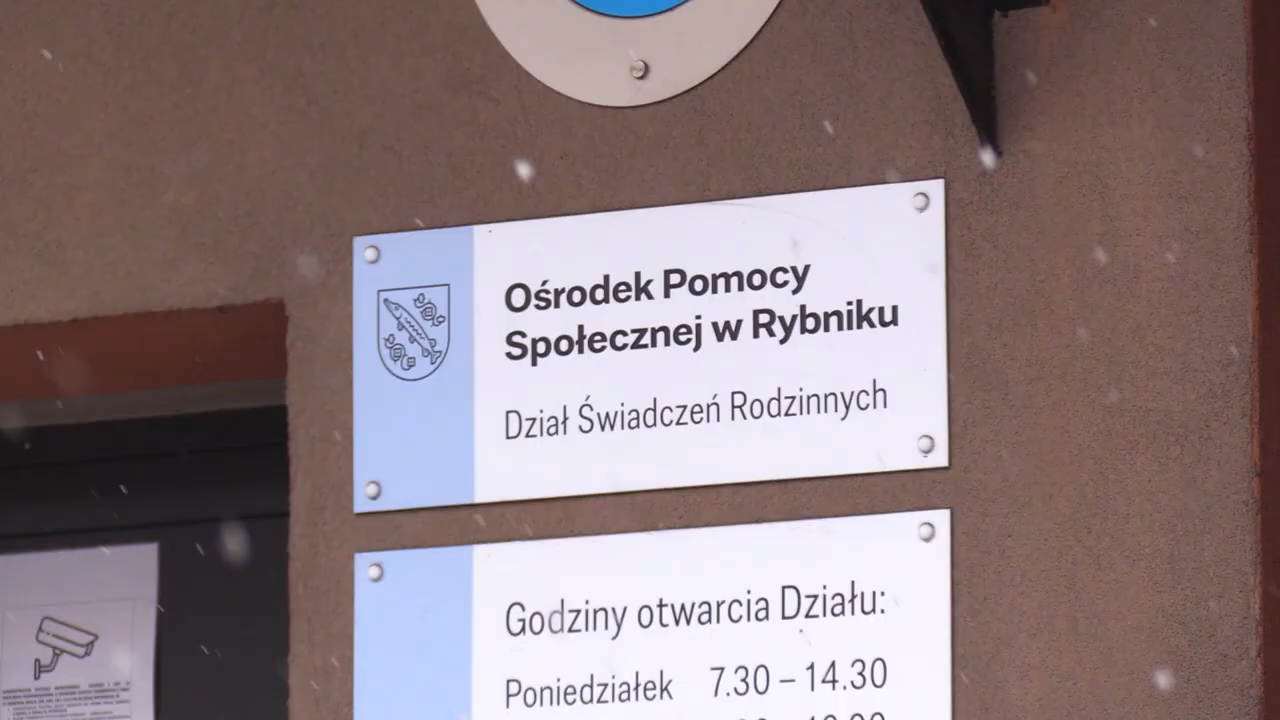 Ośrodek Pomocy
Społecznej w Rybniku
Dział Świadczeń Rodzinnych
Godziny otwarcia Działu:
Poniedziałek 7.30 – 14.30